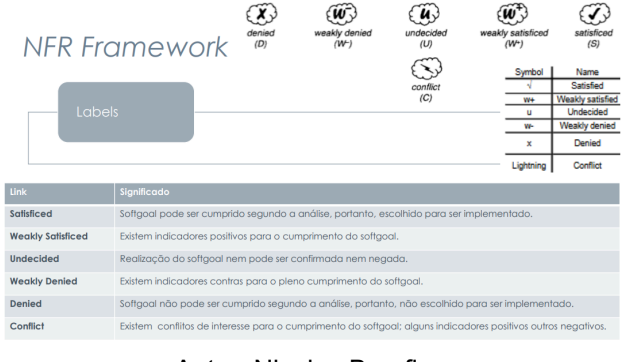 X W- u W+ ✓
denied weakly denied undecided weakly satisficed satisficed
(D) (W-) (U) (W+) (S)
NFR Framework
conflict
(C)
Labels
Symbol Name
√ Satisfied
w+ Weakly satisfied
u Undecided
w- Weakly denied
x Denied
Lightning Conflict
Link Significado
Satisficed Softgoal pode ser cumprido segundo a análise, portanto, escolhido para ser implementado.
Weakly Satisficed Existem indicadores positivos para o cumprimento do softgoal.
Undecided Realização do softgoal nem pode ser confirmada nem negada.
Weakly Denied Existem indicadores contras para o pleno cumprimento do softgoal.
Denied Softgoal não pode ser cumprido segundo a análise, portanto, não escolhido para ser implementado.
Conflict Existem conflitos de interesse para o cumprimento do softgoal; alguns indicadores positivos outros negativos.